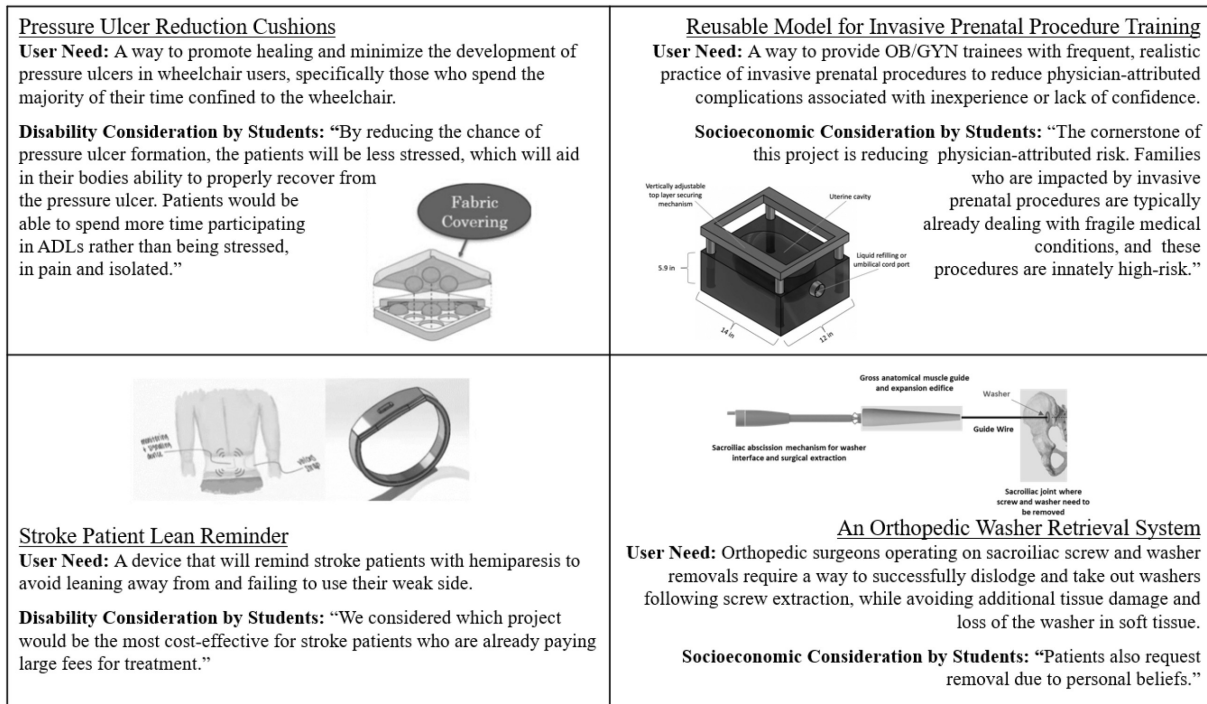 Pressure Ulcer Reduction Cushions
User Need: A way to promote healing and minimize the development of
pressure ulcers in wheelchair users, specifically those who spend the
majority of their time confined to the wheelchair.
Disability Consideration by Students: “By reducing the chance of
pressure ulcer formation, the patients will be less stressed, which will aid
in their bodies ability to properly recover from
the pressure ulcer. Patients would be
able to spend more time participating
in ADLs rather than being stressed,
in pain and isolated.”
Fabric
Covering
Reusable Model for Invasive Prenatal Procedure Training
User Need: A way to provide OB/GYN trainees with frequent, realistic
practice of invasive prenatal procedures to reduce physician-attributed
complications associated with inexperience or lack of confidence.
Socioeconomic Consideration by Students: “The cornerstone of
this project is reducing physician-attributed risk. Families
who are impacted by invasive
prenatal procedures are typically
already dealing with fragile medical
conditions, and these
procedures are innately high-risk.”
Vertically adjustable
top layer securing
mechanism
Uterine cavity
Liquid refilling or
umbilical cord port
5.9 in
14 in
12 in
Stroke Patient Lean Reminder
User Need: A device that will remind stroke patients with hemiparesis to
avoid leaning away from and failing to use their weak side.
Disability Consideration by Students: “We considered which project
would be the most cost-effective for stroke patients who are already paying
large fees for treatment.”
Gross anatomical muscle guide
and expansion edifice
Washer
Guide Wire
Sacroiliac abscission mechanism for washer
interface and surgical extraction
Sacroiliac joint where
screw and washer need to
be removed
An Orthopedic Washer Retrieval System
User Need: Orthopedic surgeons operating on sacroiliac screw and washer
removals require a way to successfully dislodge and take out washers
following screw extraction, while avoiding additional tissue damage and
loss of the washer in soft tissue.
Socioeconomic Consideration by Students: “Patients also request
removal due to personal beliefs.”